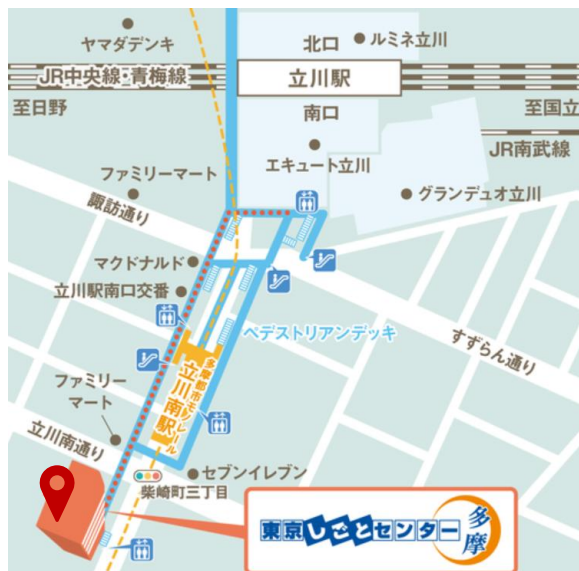 ヤマダデンキ
北口
ルミネ立川
JR中央線・青梅線
立川駅
至日野
南口
至国立
JR南武線
エキュート立川
ファミリーマート
グランデュオ立川
諏訪通り
マクドナルド
立川駅南口交番
ペデストリアンデッキ
すずらん通り
多摩都市モノレール
立川南駅
ファミリー
マート
立川南通り
セブンイレブン
柴崎町三丁目
東京しごとセンター多摩